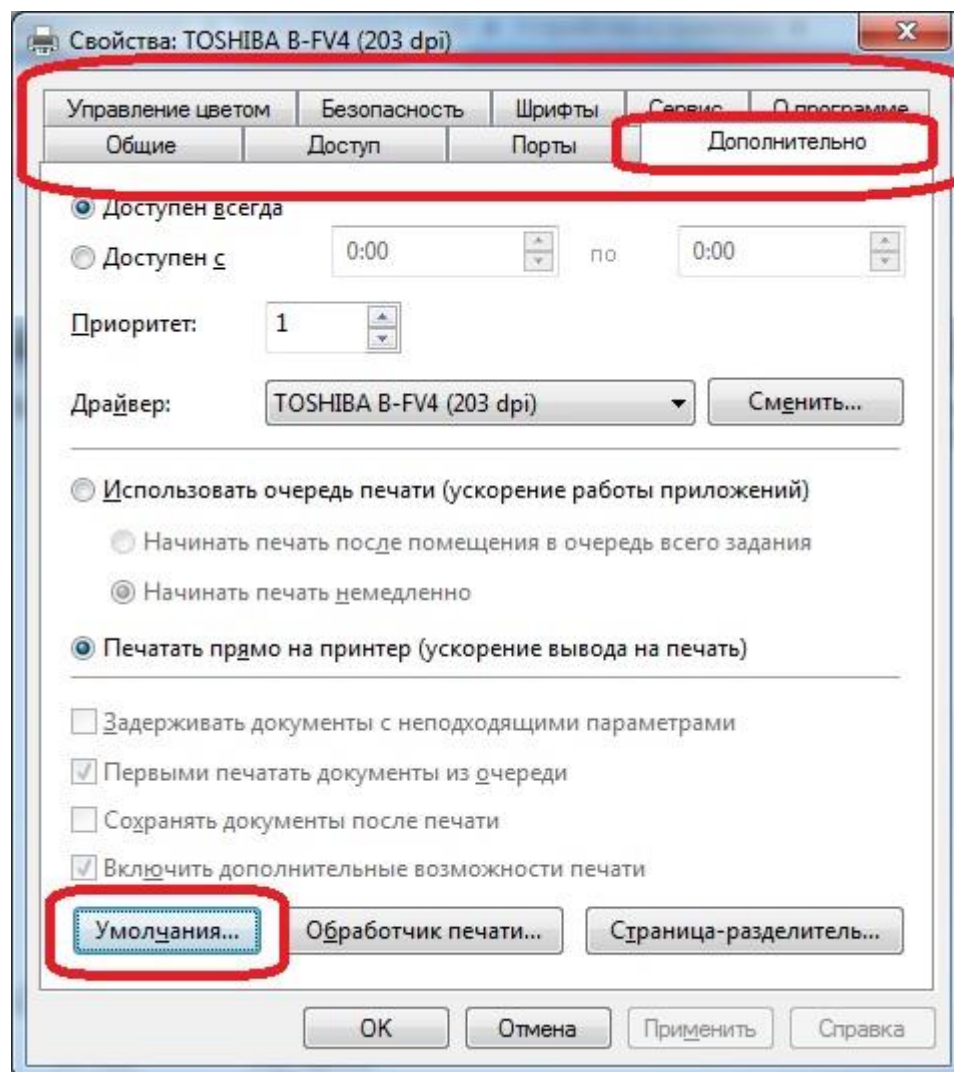 Свойства: TOSHIBA B-FV4 (203 dpi)
Управление цветом Безопасность Шрифты Сервис О программе
Общие Доступ Порты Дополнительно
Доступен всегда
Доступен с 0:00 по 0:00
Приоритет: 1
Драйвер: TOSHIBA B-FV4 (203 dpi) Сменить...
Использовать очередь печати (ускорение работы приложений)
Начинать печать после помещения в очередь всего задания
Начинать печать немедленно
Печатать прямо на принтер (ускорение вывода на печать)
Задерживать документы с неподходящими параметрами
Первыми печатать документы из очереди
Сохранять документы после печати
Включить дополнительные возможности печати
Умолчания... Обработчик печати... Страница-разделитель...
OK Отмена Применить Справка